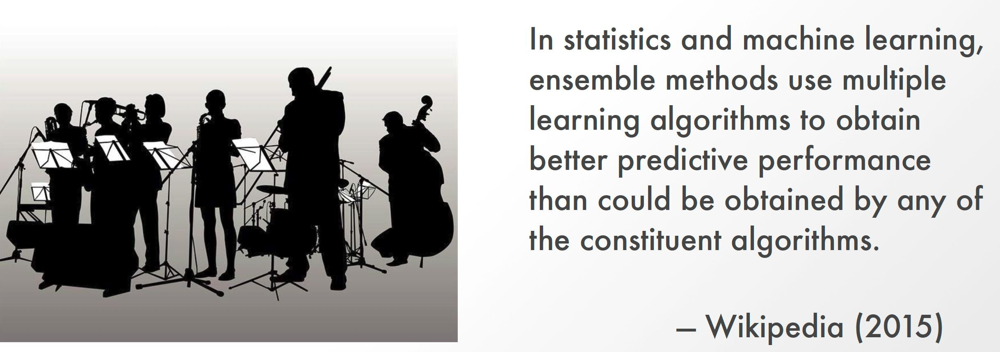 In statistics and machine learning,
ensemble methods use multiple
learning algorithms to obtain
better predictive performance
than could be obtained by any of
the constituent algorithms.
– Wikipedia (2015)